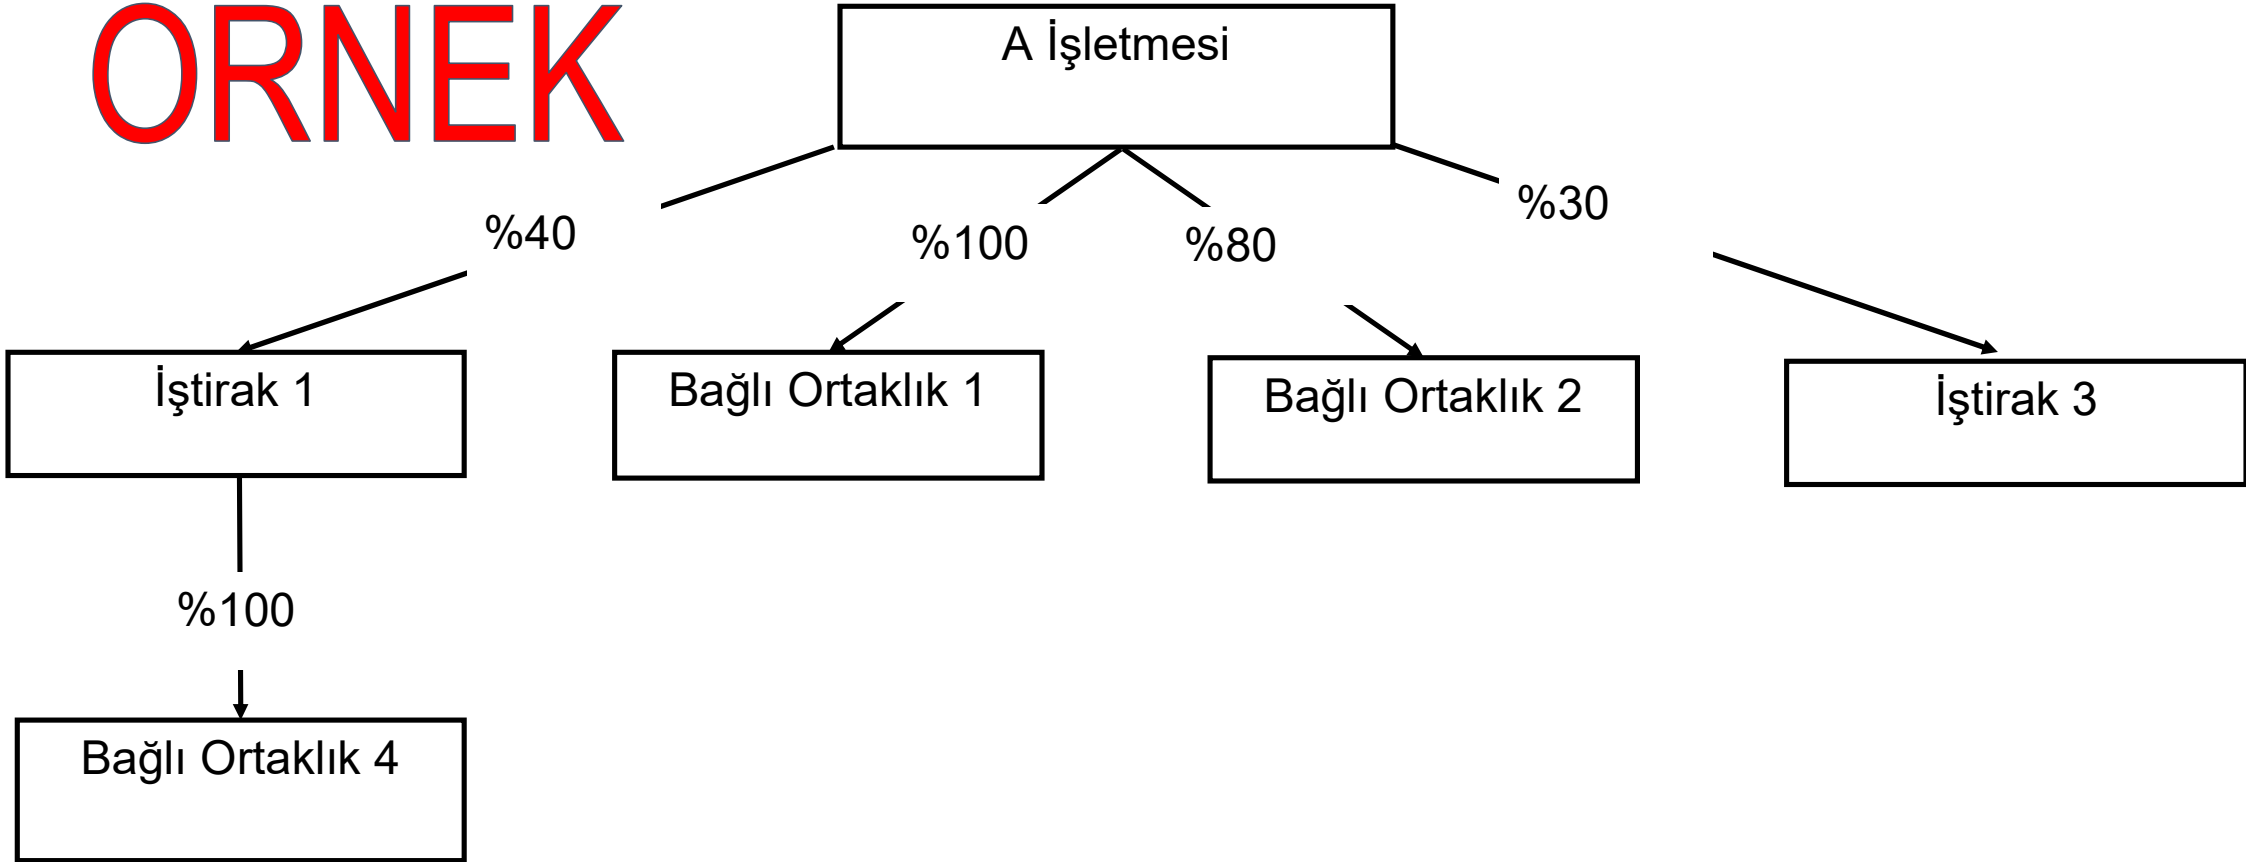 ORNEK
A İşletmesi
%40
%100
%80
%30
İştirak 1
Bağlı Ortaklık 1
Bağlı Ortaklık 2
İştirak 3
%100
Bağlı Ortaklık 4